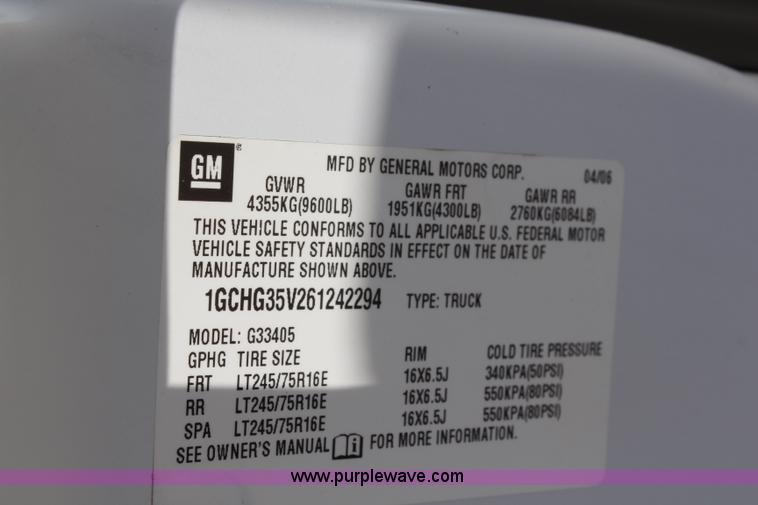 GM ® MFD BY GENERAL MOTORS CORP. 04/06
GVWR GAWR FRT GAWR RR
4355KG(9600LB) 1951KG(4300LB) 2760KG(6084LB)
THIS VEHICLE CONFORMS TO ALL APPLICABLE U.S. FEDERAL MOTOR
VEHICLE SAFETY STANDARDS IN EFFECT ON THE DATE OF
MANUFACTURE SHOWN ABOVE.
1GCHG35V261242294 TYPE: TRUCK
MODEL: G33405
GPHG TIRE SIZE RIM COLD TIRE PRESSURE
FRT LT245/75R16E 16X6.5J 340KPA(50PSI)
RR LT245/75R16E 16X6.5J 550KPA(80PSI)
SPA LT245/75R16E 16X6.5J 550KPA(80PSI)
SEE OWNER'S MANUAL i FOR MORE INFORMATION.
www.purplewave.com